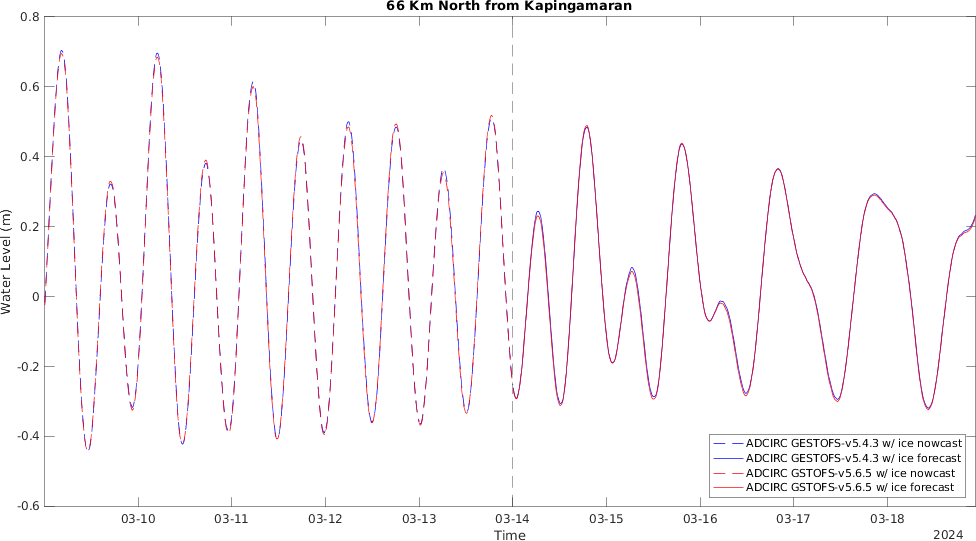 66 Km North from Kapingamaran
Water Level (m)
0.8
0.6
0.4
0.2
0
-0.2
-0.4
-0.6
ADCIRC GESTOFS-v5.4.3 w/ ice nowcast
ADCIRC GESTOFS-v5.4.3 w/ ice forecast
ADCIRC GSTOFS-v5.6.5 w/ ice nowcast
ADCIRC GSTOFS-v5.6.5 w/ ice forecast
03-10 03-11 03-12 03-13 03-14 03-15 03-16 03-17 03-18
Time
2024